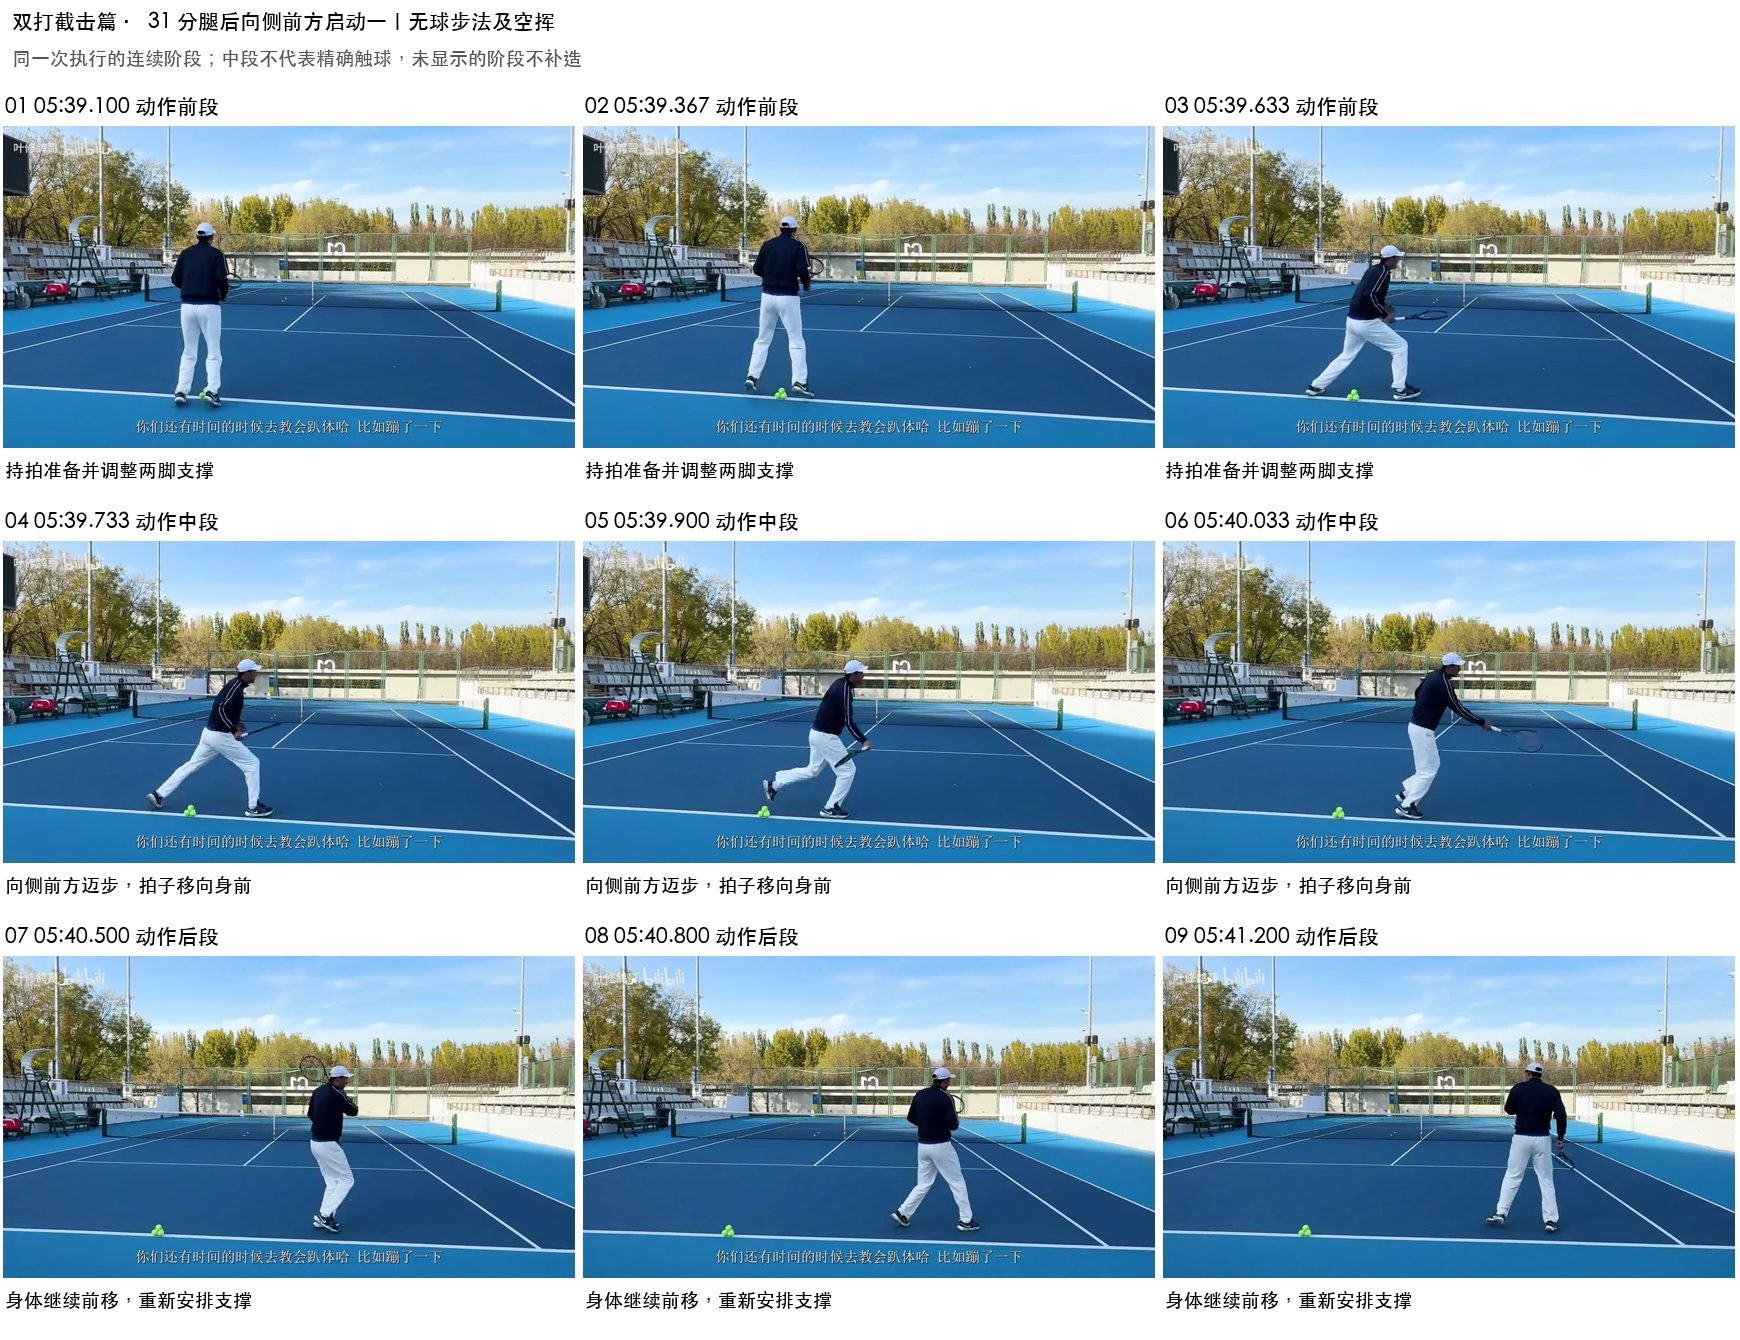 双打截击篇· 31 分腿后向侧前方启动一丨无球步法及空挥
同一次执行的连续阶段；中段不代表精确触球，未显示的阶段不补造
01 05:39.100 动作前段
02 05:39.367 动作前段
03 05:39.633 动作前段
bilibili
bilibili
bilibili
你们还有时间的时候去教会趴体哈 比如蹦了一下
你们还有时间的时候去教会趴体哈 比如蹦了一下
你们还有时间的时候去教会趴体哈 比如蹦了一下
持拍准备并调整两脚支撑
持拍准备并调整两脚支撑
持拍准备并调整两脚支撑
04 05:39.733 动作中段
05 05:39.900 动作中段
06 05:40.033 动作中段
bilibili
bilibili
bilibili
你们还有时间的时候去教会趴体哈 比如蹦了一下
你们还有时间的时候去教会趴体哈 比如蹦了一下
你们还有时间的时候去教会趴体哈 比如蹦了一下
向侧前方迈步，拍子移向身前
向侧前方迈步，拍子移向身前
向侧前方迈步，拍子移向身前
07 05:40.500 动作后段
08 05:40.800 动作后段
09 05:41.200 动作后段
bilibili
bilibili
bilibili
你们还有时间的时候去教会趴体哈 比如蹦了一下
你们还有时间的时候去教会趴体哈 比如蹦了一下
身体继续前移，重新安排支撑
身体继续前移，重新安排支撑
身体继续前移，重新安排支撑